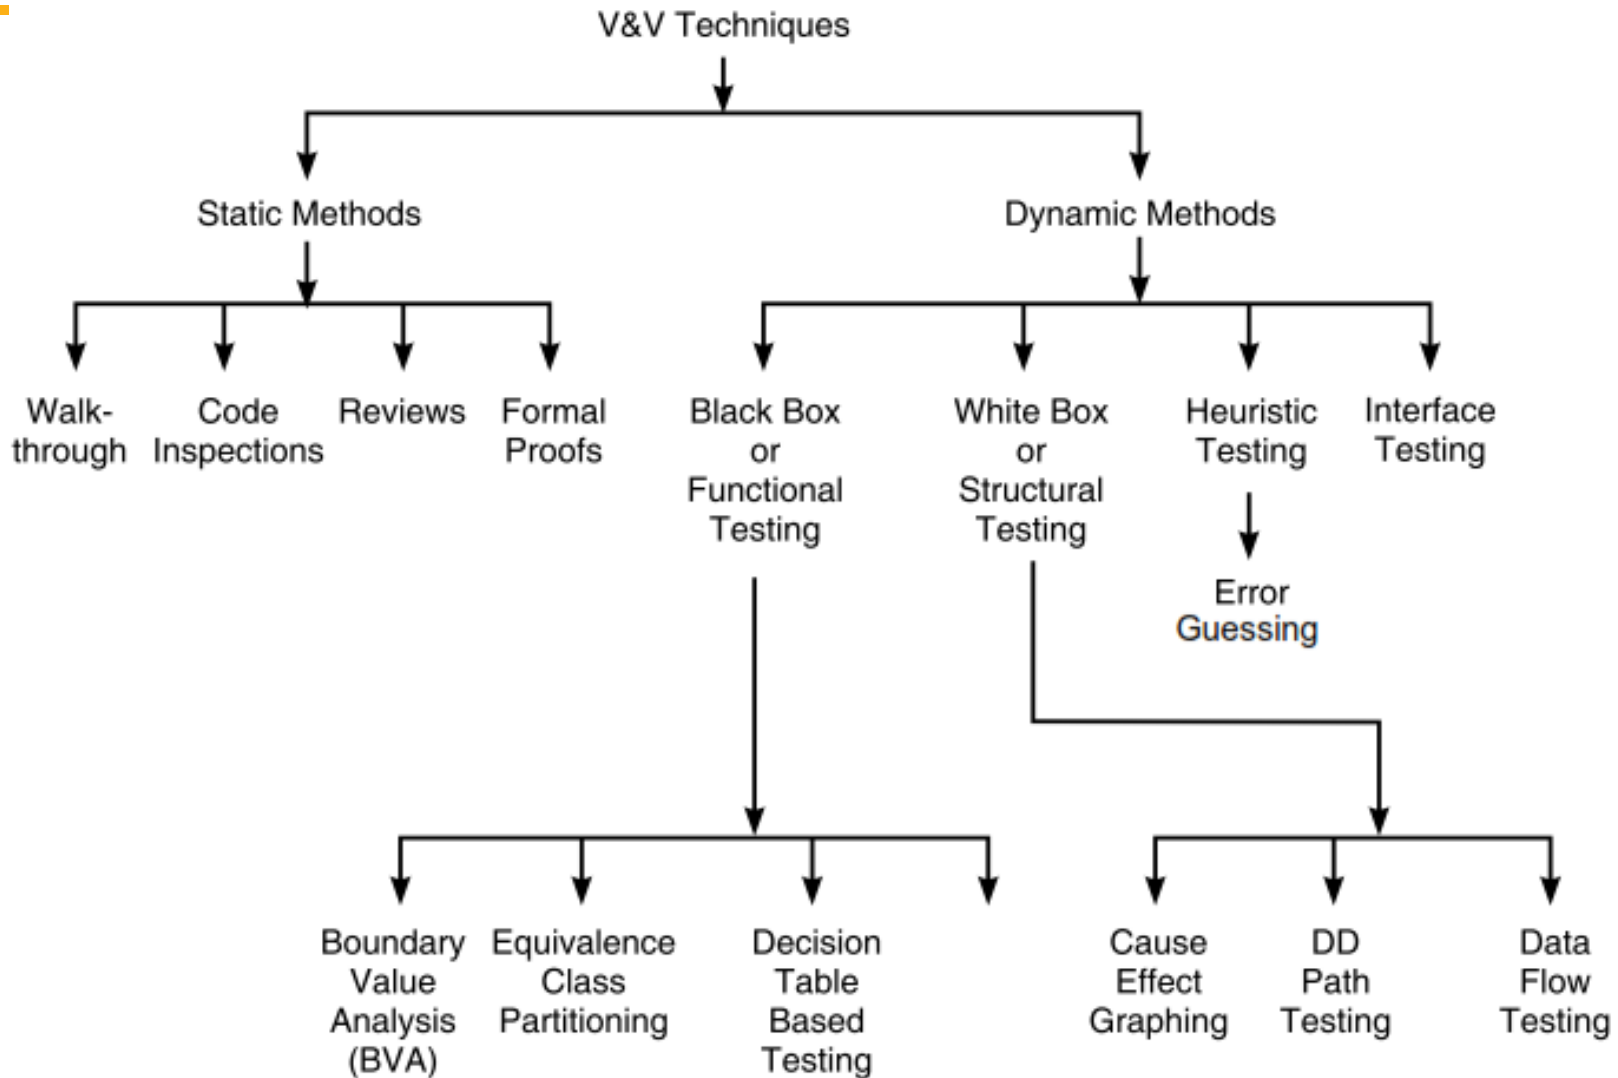 V&V Techniques
Static Methods
Dynamic Methods
Walk-
through
Code
Inspections
Reviews
Formal
Proofs
Black Box
or
Functional
Testing
White Box
or
Structural
Testing
Heuristic
Testing
Interface
Testing
Error
Guessing
Boundary
Value
Analysis
(BVA)
Equivalence
Class
Partitioning
Decision
Table
Based
Testing
Cause
Effect
Graphing
DD
Path
Testing
Data
Flow
Testing